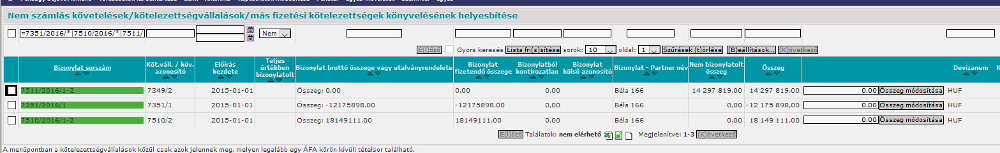 Nem számlás követelések/kötelezettségvállalások/más fizetési kötelezettségek könyvelésének helyesbítése
=7351/2016/*|7510/2016/*|7511/ Nem
E(l)őző Gyors keresés Lista fri(s)sítése sorok: 10 oldal: 1 Szűrések (t)örlése (B)eállítások... (K)övetkező
Bizonylat sorszám Köt.váll. / köv. azonosító Előírás kezdete Teljes értékben bizonylatolt Bizonylat bruttó összege vagy utalványrendelete Bizonylat fizetendő összege Bizonylatból kontírozatlan Bizonylat külső azonosító Bizonylat - Partner név Nem bizonylatolt összeg Összeg Devizanem
7511/2016/1-2 7349/2 2015-01-01 Összeg: 0.00 0.00 0,00 Béla 166 14 297 819,00 14 297 819,00 0.00 Összeg módosítása HUF
7351/2016/1 7351/1 2015-01-01 Összeg: -12175898.00 -12175898.00 0,00 Béla 166 0,00 -12 175 898,00 0.00 Összeg módosítása HUF
7510/2016/1-2 7510/2 2015-01-01 Összeg: 18149111.00 18149111.00 0,00 Béla 166 0,00 18 149 111,00 0.00 Összeg módosítása HUF
E(l)őző Találatok: nem elérhető Megjelenítve: 1-3 (K)övetkező
A menüpontban a kötelezettségvállalások közül csak azok jelennek meg, melyen legalább egy ÁFA körön kívüli tételsor található.